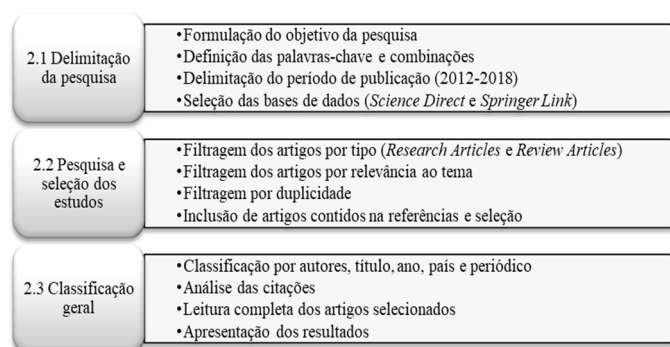 2.1 Delimitação
da pesquisa
•Formulação do objetivo da pesquisa
•Definição das palavras-chave e combinações
•Delimitação do período de publicação (2012-2018)
•Seleção das bases de dados (Science Direct e Springer Link)
2.2 Pesquisa e
seleção dos
estudos
•Filtragem dos artigos por tipo (Research Articles e Review Articles)
•Filtragem dos artigos por relevância ao tema
•Filtragem por duplicidade
•Inclusão de artigos contidos na referências e seleção
2.3 Classificação
geral
•Classificação por autores, título, ano, país e periódico
•Análise das citações
•Leitura completa dos artigos selecionados
•Apresentação dos resultados